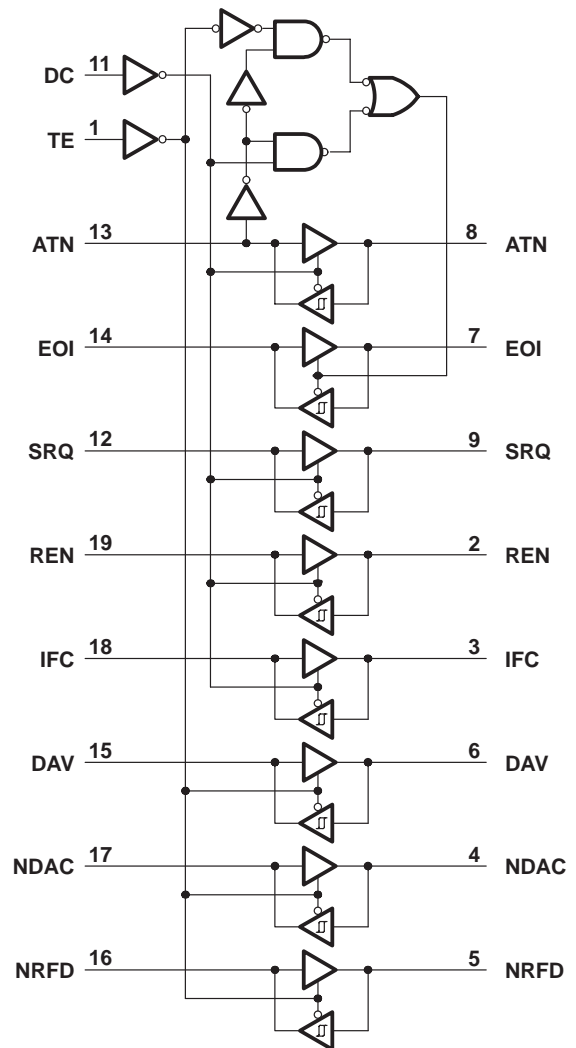 DC 11
TE 1
ATN 13 8 ATN
EOI 14 7 EOI
SRQ 12 9 SRQ
REN 19 2 REN
IFC 18 3 IFC
DAV 15 6 DAV
NDAC 17 4 NDAC
NRFD 16 5 NRFD